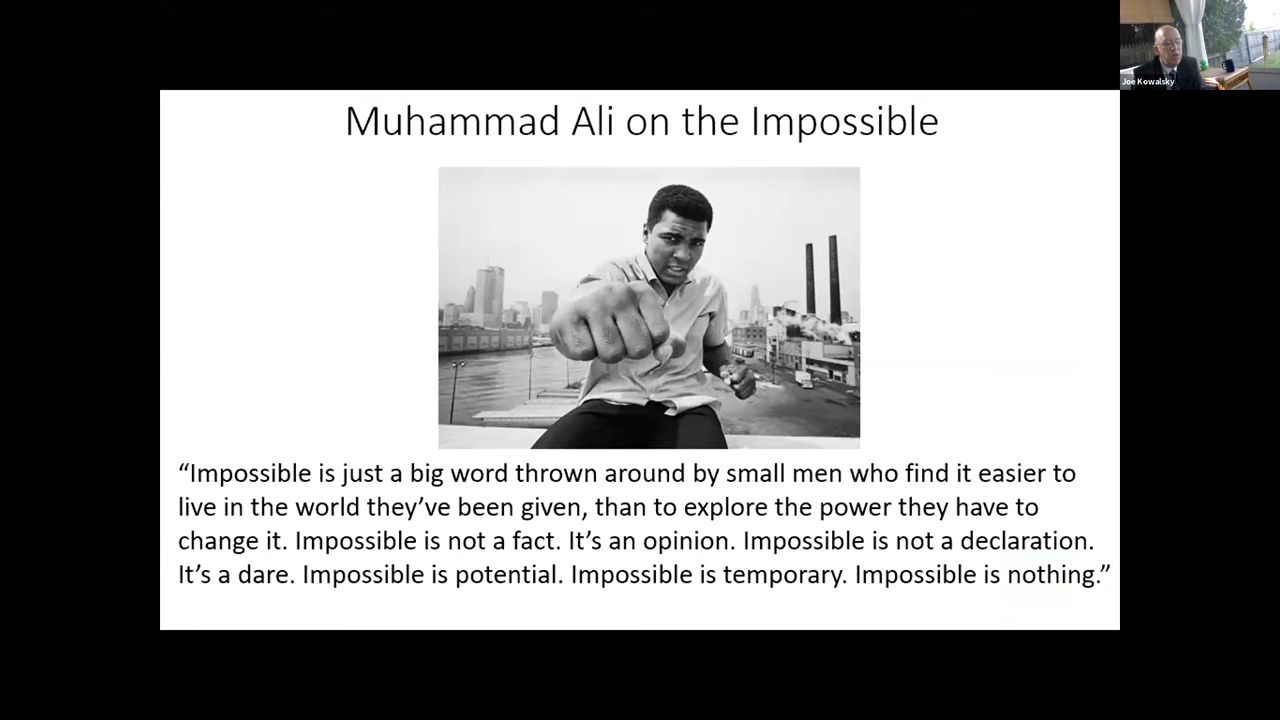 Joe Kowalsky
Muhammad Ali on the Impossible
“Impossible is just a big word thrown around by small men who find it easier to
live in the world they’ve been given, than to explore the power they have to
change it. Impossible is not a fact. It’s an opinion. Impossible is not a declaration.
It’s a dare. Impossible is potential. Impossible is temporary. Impossible is nothing.”